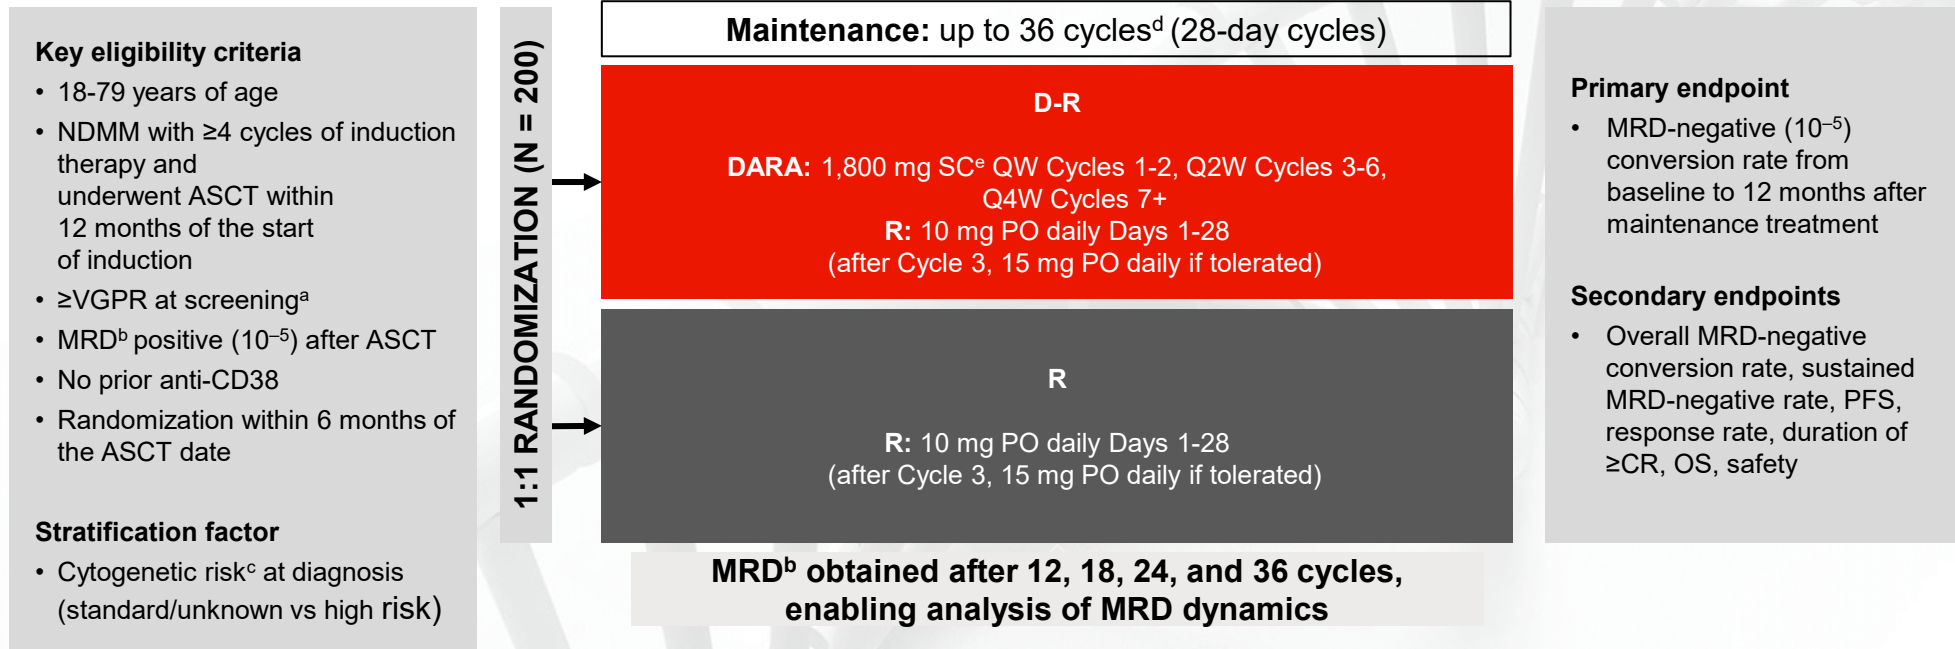 Key eligibility criteria
• 18-79 years of age
• NDMM with ≥4 cycles of induction
therapy and
underwent ASCT within
12 months of the start
of induction
• ≥VGPR at screeningᵃ
• MRDᵇ positive (10⁻⁵) after ASCT
• No prior anti-CD38
• Randomization within 6 months of
the ASCT date
Stratification factor
• Cytogenetic riskᶜ at diagnosis
(standard/unknown vs high risk)
1:1 RANDOMIZATION (N = 200)
Maintenance: up to 36 cyclesᵈ (28-day cycles)
D-R
DARA: 1,800 mg SCᵉ QW Cycles 1-2, Q2W Cycles 3-6,
Q4W Cycles 7+
R: 10 mg PO daily Days 1-28
(after Cycle 3, 15 mg PO daily if tolerated)
R
R: 10 mg PO daily Days 1-28
(after Cycle 3, 15 mg PO daily if tolerated)
MRDᵇ obtained after 12, 18, 24, and 36 cycles,
enabling analysis of MRD dynamics
Primary endpoint
• MRD-negative (10⁻⁵)
conversion rate from
baseline to 12 months after
maintenance treatment
Secondary endpoints
• Overall MRD-negative
conversion rate, sustained
MRD-negative rate, PFS,
response rate, duration of
≥CR, OS, safety